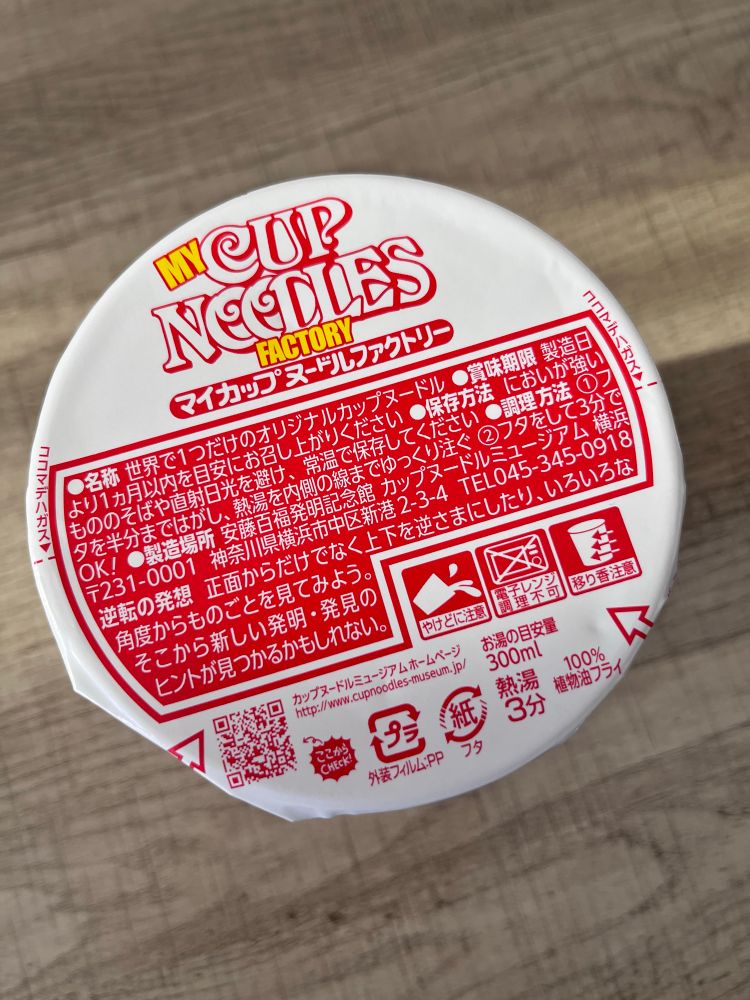 MY CUP
NOODLES
FACTORY
マイカップヌードルファクトリー
ココマデハガス▼
ココマデハガス▼
●名称 世界で1つだけのオリジナルカップヌードル ●賞味期限 製造日
より1ヵ月以内を目安にお召し上がりください ●保存方法 においが強い
もののそばや直射日光を避け、常温で保存してください ●調理方法 ①フ
タを半分まではがし、熱湯を内側の線までゆっくり注ぐ ②フタをして3分で
OK! ●製造場所 安藤百福発明記念館 カップヌードルミュージアム 横浜
〒231-0001 神奈川県横浜市中区新港2-3-4 TEL045-345-0918
逆転の発想 正面からだけでなく上下を逆さまにしたり、いろいろな
角度からものごとを見てみよう。
そこから新しい発明・発見の
ヒントが見つかるかもしれない。
やけどに注意
電子レンジ
調理不可
移り香注意
カップヌードルミュージアム ホームページ
http://www.cupnoodles-museum.jp/
お湯の目安量
300ml
熱湯
3分
100%
植物油フライ
ここから
CHECK!
プラ
外装フィルム:PP
紙
フタ